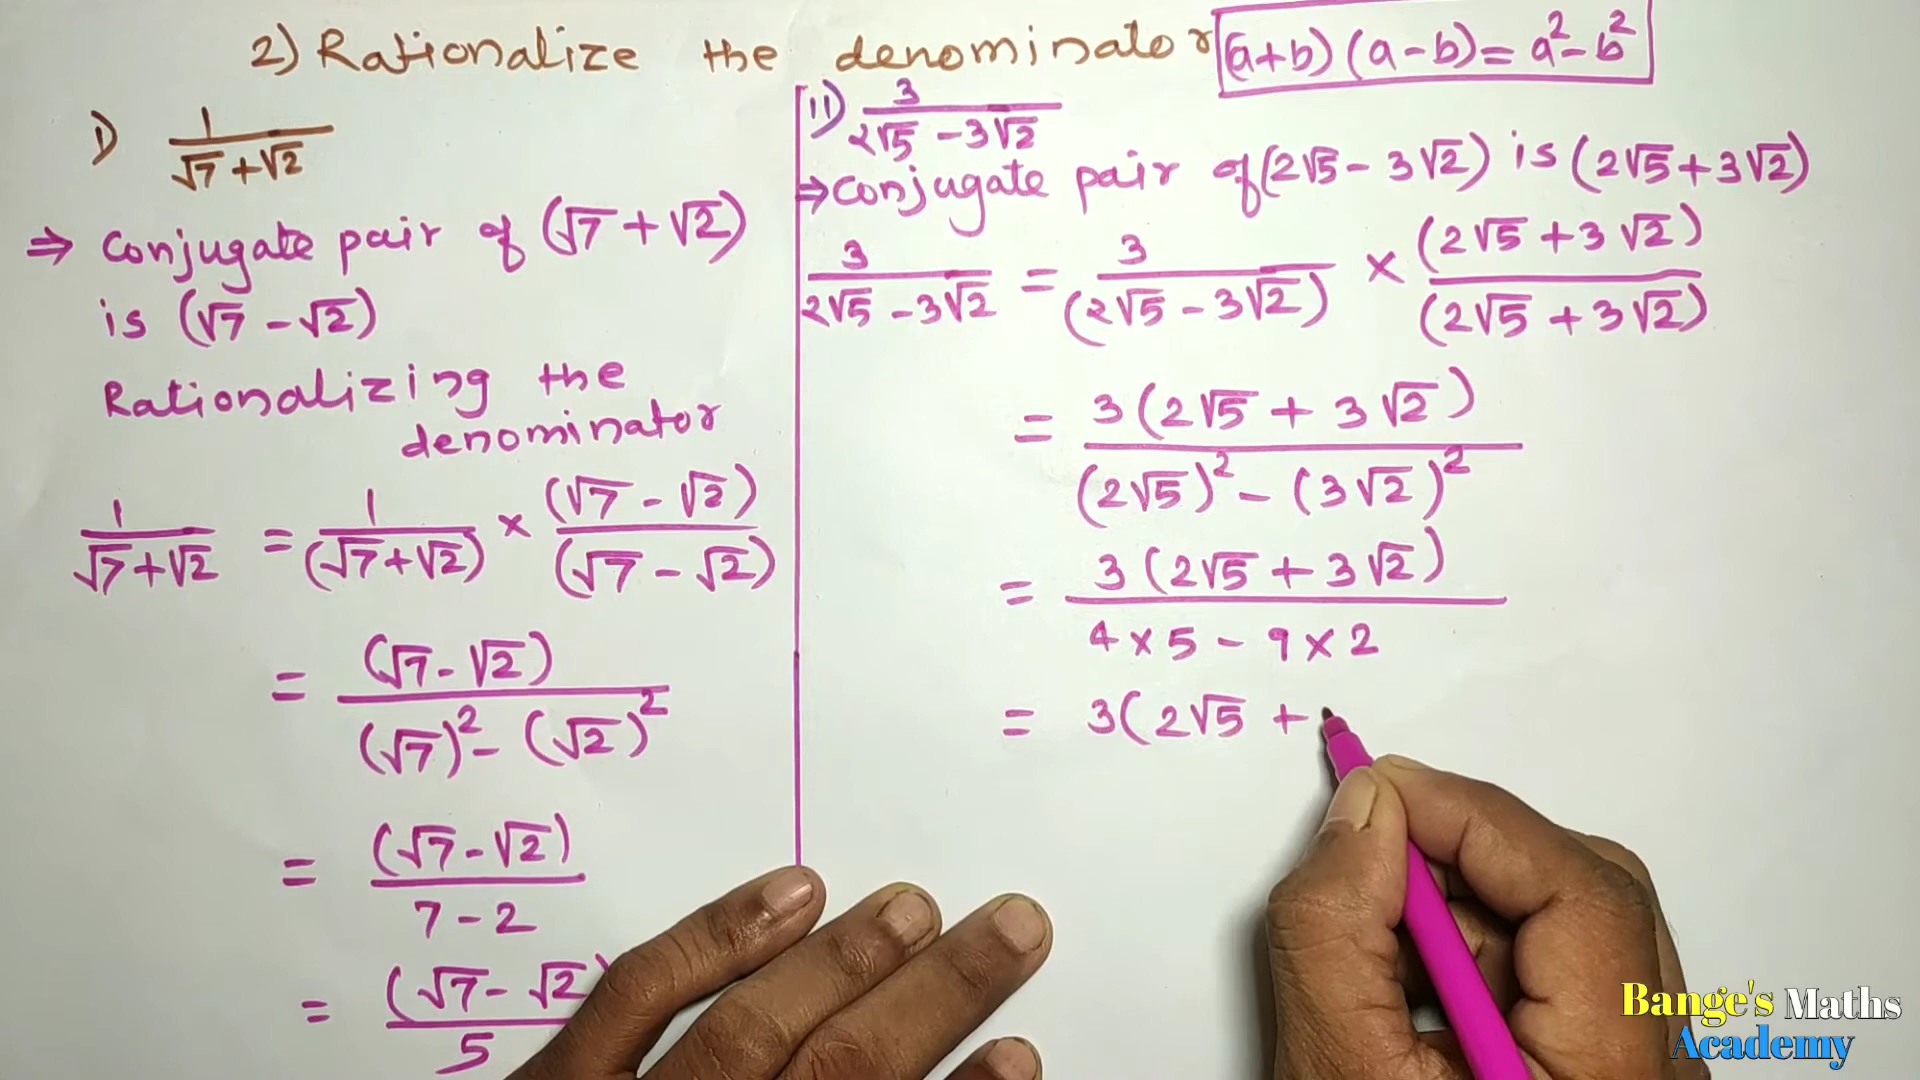 2) Rationalize the denominator (a+b) (a-b) = a²-b²
i) 1/(√7+√2)
⇒ Conjugate pair of (√7+√2)
is (√7-√2)
Rationalizing the
denominator
1/(√7+√2) = 1/(√7+√2) × (√7-√2)/(√7-√2)
= (√7-√2)/((√7)²-(√2)²)
= (√7-√2)/(7-2)
= (√7-√2)/5
ii) 3/(2√5-3√2)
⇒ Conjugate pair of (2√5-3√2) is (2√5+3√2)
3/(2√5-3√2) = 3/(2√5-3√2) × (2√5+3√2)/(2√5+3√2)
= 3(2√5+3√2)/((2√5)²-(3√2)²)
= 3(2√5+3√2)/(4×5-9×2)
= 3(2√5+
Bange's Maths
Academy